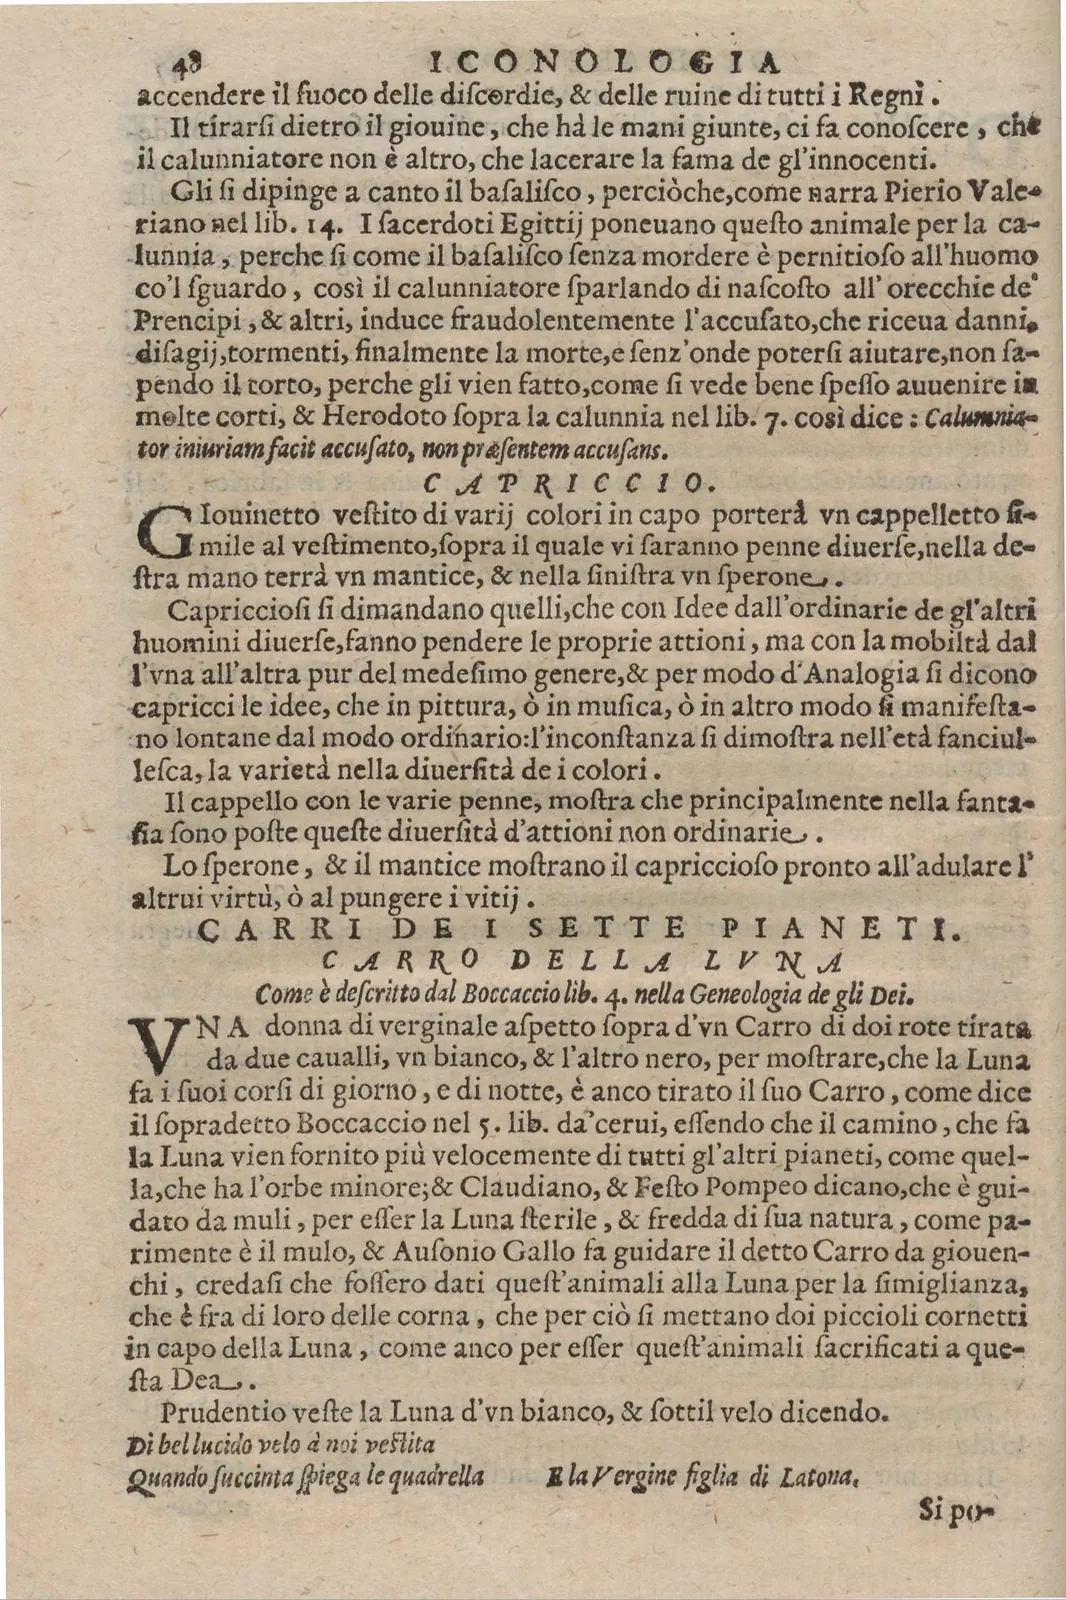 48 ICONOLOGIA
accendere il fuoco delle diſcordie, & delle ruine di tutti i Regni.
Il tirarſi dietro il giouine, che hà le mani giunte, ci fa conoſcere, che
il calunniatore non è altro, che lacerare la fama de gl'innocenti.
Gli ſi dipinge a canto il baſaliſco, perciòche,come narra Pierio Vale-
riano nel lib. 14. I ſacerdoti Egittij poneuano queſto animale per la ca-
lunnia, perche ſi come il baſaliſco ſenza mordere è pernitioſo all'huomo
co'l ſguardo, così il calunniatore ſparlando di naſcoſto all' orecchie de'
Prencipi, & altri, induce fraudolentemente l'accuſato,che riceua danni,
diſagij,tormenti, finalmente la morte,e ſenz'onde poterſi aiutare,non ſa-
pendo il torto, perche gli vien fatto,come ſi vede bene ſpeſſo auuenire in
molte corti, & Herodoto ſopra la calunnia nel lib. 7. così dice: Calumnia-
tor iniuriam facit accuſato, non præſentem accuſans.
CAPRICCIO.
GIouinetto veſtito di varij colori in capo porterà vn cappelletto ſi-
mile al veſtimento,ſopra il quale vi ſaranno penne diuerſe,nella de-
ſtra mano terrà vn mantice, & nella ſiniſtra vn ſperone.
Capriccioſi ſi dimandano quelli,che con Idee dall'ordinarie de gl'altri
huomini diuerſe,fanno pendere le proprie attioni, ma con la mobiltà dal
l'vna all'altra pur del medeſimo genere,& per modo d'Analogia ſi dicono
capricci le idee, che in pittura, ò in muſica, ò in altro modo ſi manifeſta-
no lontane dal modo ordinario:l'inconſtanza ſi dimoſtra nell'età fanciul-
leſca, la varietà nella diuerſità de i colori.
Il cappello con le varie penne, moſtra che principalmente nella fanta-
ſia ſono poſte queſte diuerſità d'attioni non ordinarie.
Lo ſperone, & il mantice moſtrano il capriccioſo pronto all'adulare l'
altrui virtù, ò al pungere i vitij.
CARRI DE I SETTE PIANETI.
CARRO DELLA LVNA
Come è deſcritto dal Boccaccio lib. 4. nella Geneologia de gli Dei.
VNA donna di verginale aſpetto ſopra d'vn Carro di doi rote tirata
da due caualli, vn bianco, & l'altro nero, per moſtrare,che la Luna
fa i ſuoi corſi di giorno, e di notte, è anco tirato il ſuo Carro, come dice
il ſopradetto Boccaccio nel 5. lib. da'cerui, eſſendo che il camino, che fa
la Luna vien fornito più velocemente di tutti gl'altri pianeti, come quel-
la,che ha l'orbe minore;& Claudiano, & Feſto Pompeo dicano,che è gui-
dato da muli, per eſſer la Luna ſterile, & fredda di ſua natura, come pa-
rimente è il mulo, & Auſonio Gallo fa guidare il detto Carro da giouen-
chi, credaſi che foſſero dati queſt'animali alla Luna per la ſimiglianza,
che è fra di loro delle corna, che per ciò ſi mettano doi piccioli cornetti
in capo della Luna, come anco per eſſer queſt'animali ſacrificati a que-
ſta Dea.
Prudentio veſte la Luna d'vn bianco, & ſottil velo dicendo.
Di bel lucido velo à noi veſtita
Quando ſuccinta ſpiega le quadrella E la Vergine figlia di Latona,
Si po-